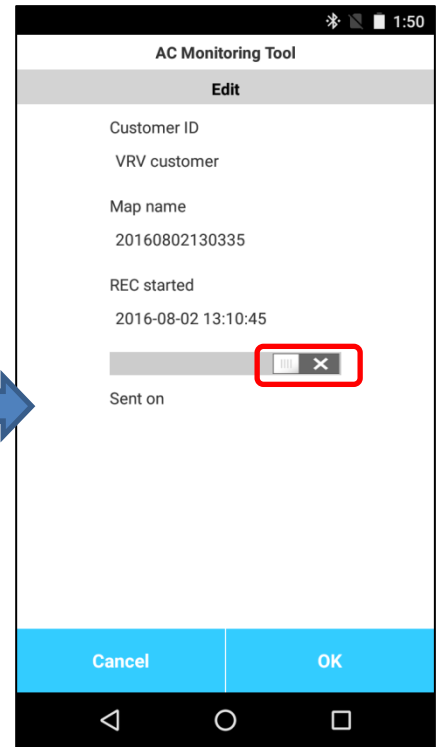 1:50
AC Monitoring Tool
Edit
Customer ID
VRV customer
Map name
20160802130335
REC started
2016-08-02 13:10:45
Sent on
Cancel
OK